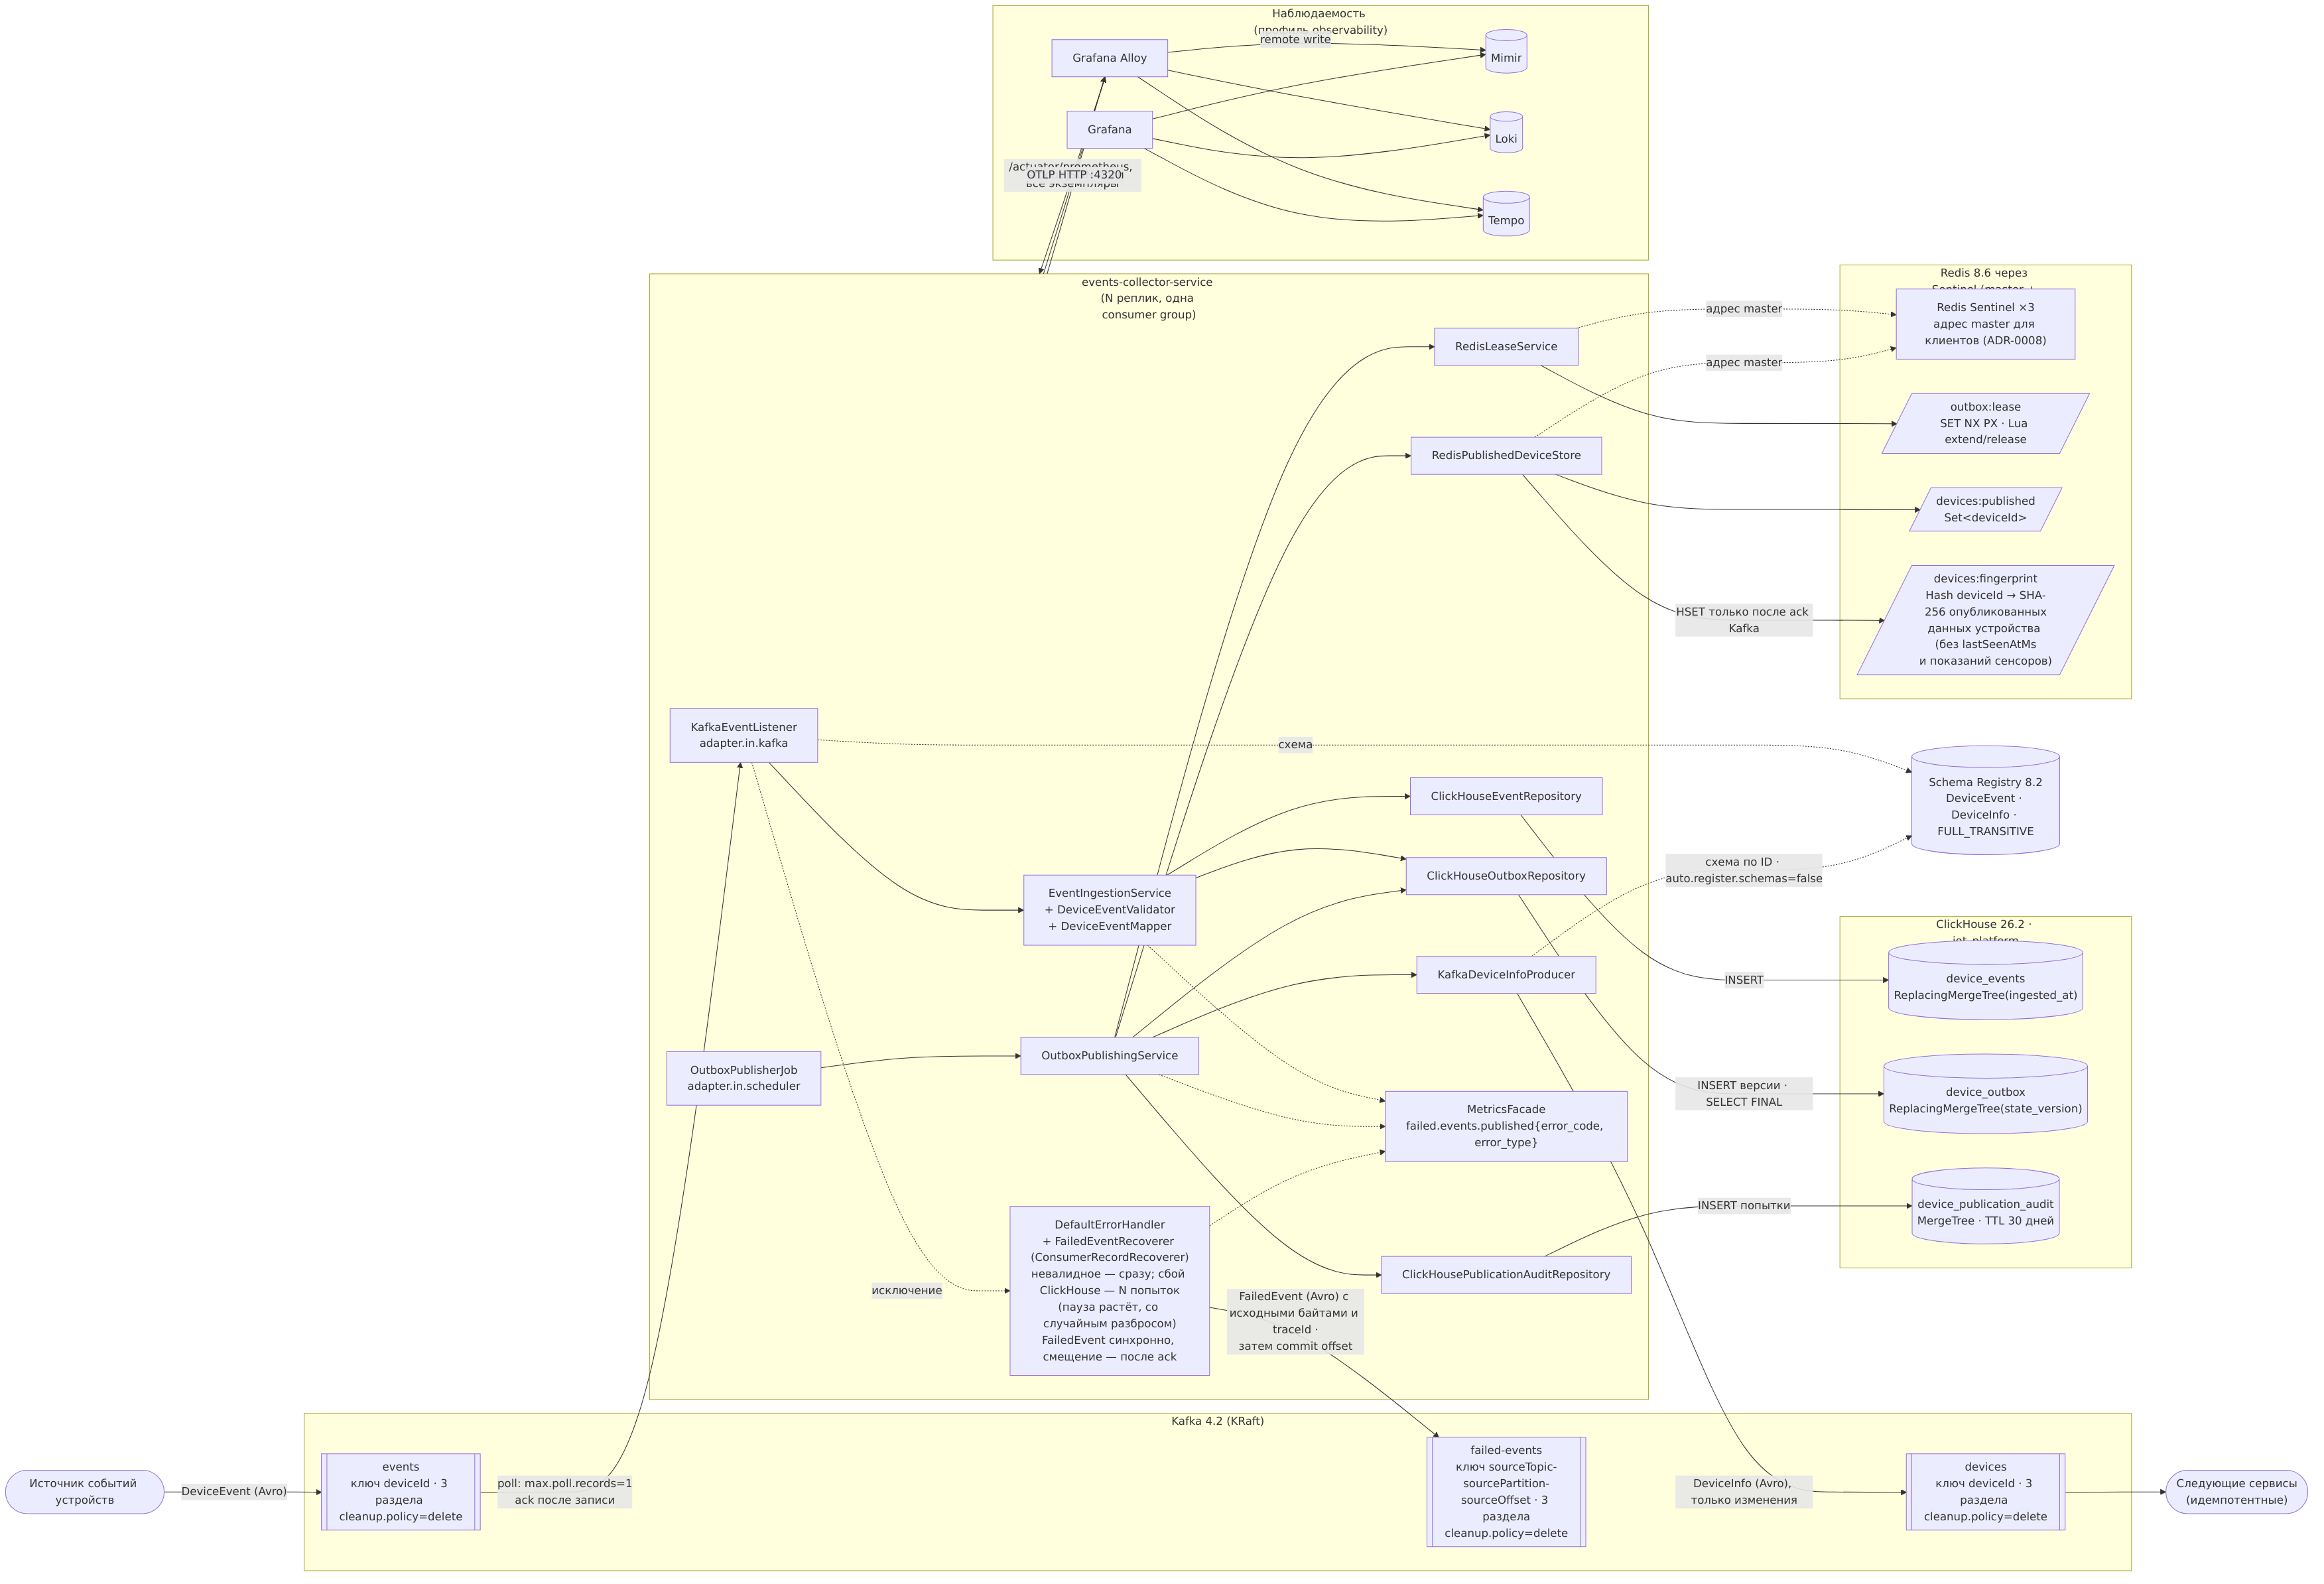 Наблюдаемость
(профиль observability)
Grafana Alloy
remote write
Mimir
Grafana
Loki
/actuator/prometheus,
OTLP HTTP :4320
все экземпляры
Tempo
events-collector-service
(N реплик, одна
consumer group)
Redis 8.6 через
Sentinel (master +
RedisLeaseService
адрес master
Redis Sentinel ×3
адрес master для
клиентов (ADR-0008)
адрес master
outbox:lease
SET NX PX · Lua
extend/release
RedisPublishedDeviceStore
devices:published
Set<deviceId>
HSET только после ack
Kafka
devices:fingerprint
Hash deviceId → SHA-
256 опубликованных
данных устройства
(без lastSeenAtMs
и показаний сенсоров)
KafkaEventListener
adapter.in.kafka
схема
Schema Registry 8.2
DeviceEvent ·
DeviceInfo ·
FULL_TRANSITIVE
ClickHouseEventRepository
EventIngestionService
+ DeviceEventValidator
+ DeviceEventMapper
ClickHouseOutboxRepository
схема по ID ·
auto.register.schemas=false
ClickHouse 26.2 ·
iot_platform
KafkaDeviceInfoProducer
INSERT
device_events
ReplacingMergeTree(ingested_at)
OutboxPublisherJob
adapter.in.scheduler
OutboxPublishingService
INSERT версии ·
SELECT FINAL
device_outbox
ReplacingMergeTree(state_version)
MetricsFacade
failed.events.published{error_code,
error_type}
INSERT попытки
device_publication_audit
MergeTree · TTL 30 дней
исключение
DefaultErrorHandler
+ FailedEventRecoverer
(ConsumerRecordRecoverer)
невалидное — сразу; сбой
ClickHouse — N попыток
(пауза растёт, со
случайным разбросом)
FailedEvent синхронно,
смещение — после ack
ClickHousePublicationAuditRepository
FailedEvent (Avro) с
исходными байтами и
traceId ·
затем commit offset
Kafka 4.2 (KRaft)
Источник событий
устройств
DeviceEvent (Avro)
events
ключ deviceId · 3
раздела
cleanup.policy=delete
poll: max.poll.records=1
ack после записи
failed-events
ключ sourceTopic-
sourcePartition-
sourceOffset · 3
раздела
cleanup.policy=delete
DeviceInfo (Avro),
только изменения
devices
ключ deviceId · 3
раздела
cleanup.policy=delete
Следующие сервисы
(идемпотентные)